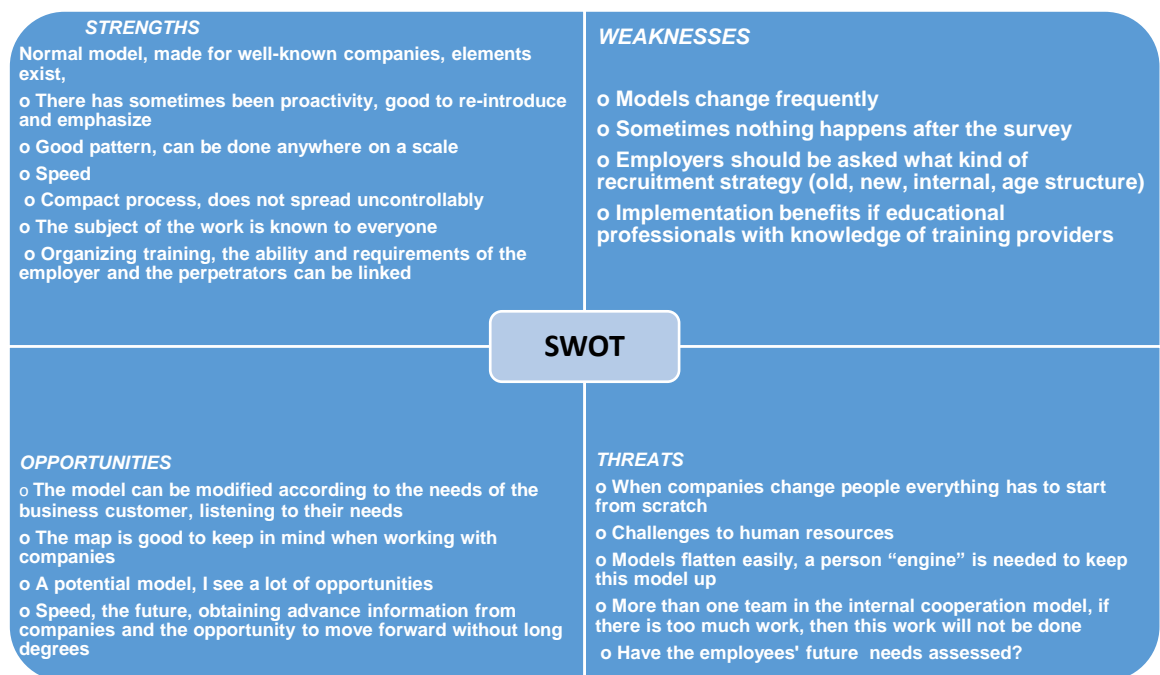 STRENGTHS
Normal model, made for well-known companies, elements
exist,
o There has sometimes been proactivity, good to re-introduce
and emphasize
o Good pattern, can be done anywhere on a scale
o Speed
o Compact process, does not spread uncontrollably
o The subject of the work is known to everyone
o Organizing training, the ability and requirements of the
employer and the perpetrators can be linked
WEAKNESSES
o Models change frequently
o Sometimes nothing happens after the survey
o Employers should be asked what kind of
recruitment strategy (old, new, internal, age structure)
o Implementation benefits if educational
professionals with knowledge of training providers
SWOT
OPPORTUNITIES
o The model can be modified according to the needs of the
business customer, listening to their needs
o The map is good to keep in mind when working with
companies
o A potential model, I see a lot of opportunities
o Speed, the future, obtaining advance information from
companies and the opportunity to move forward without long
degrees
THREATS
o When companies change people everything has to start
from scratch
o Challenges to human resources
o Models flatten easily, a person “engine” is needed to keep
this model up
o More than one team in the internal cooperation model, if
there is too much work, then this work will not be done
o Have the employees' future needs assessed?